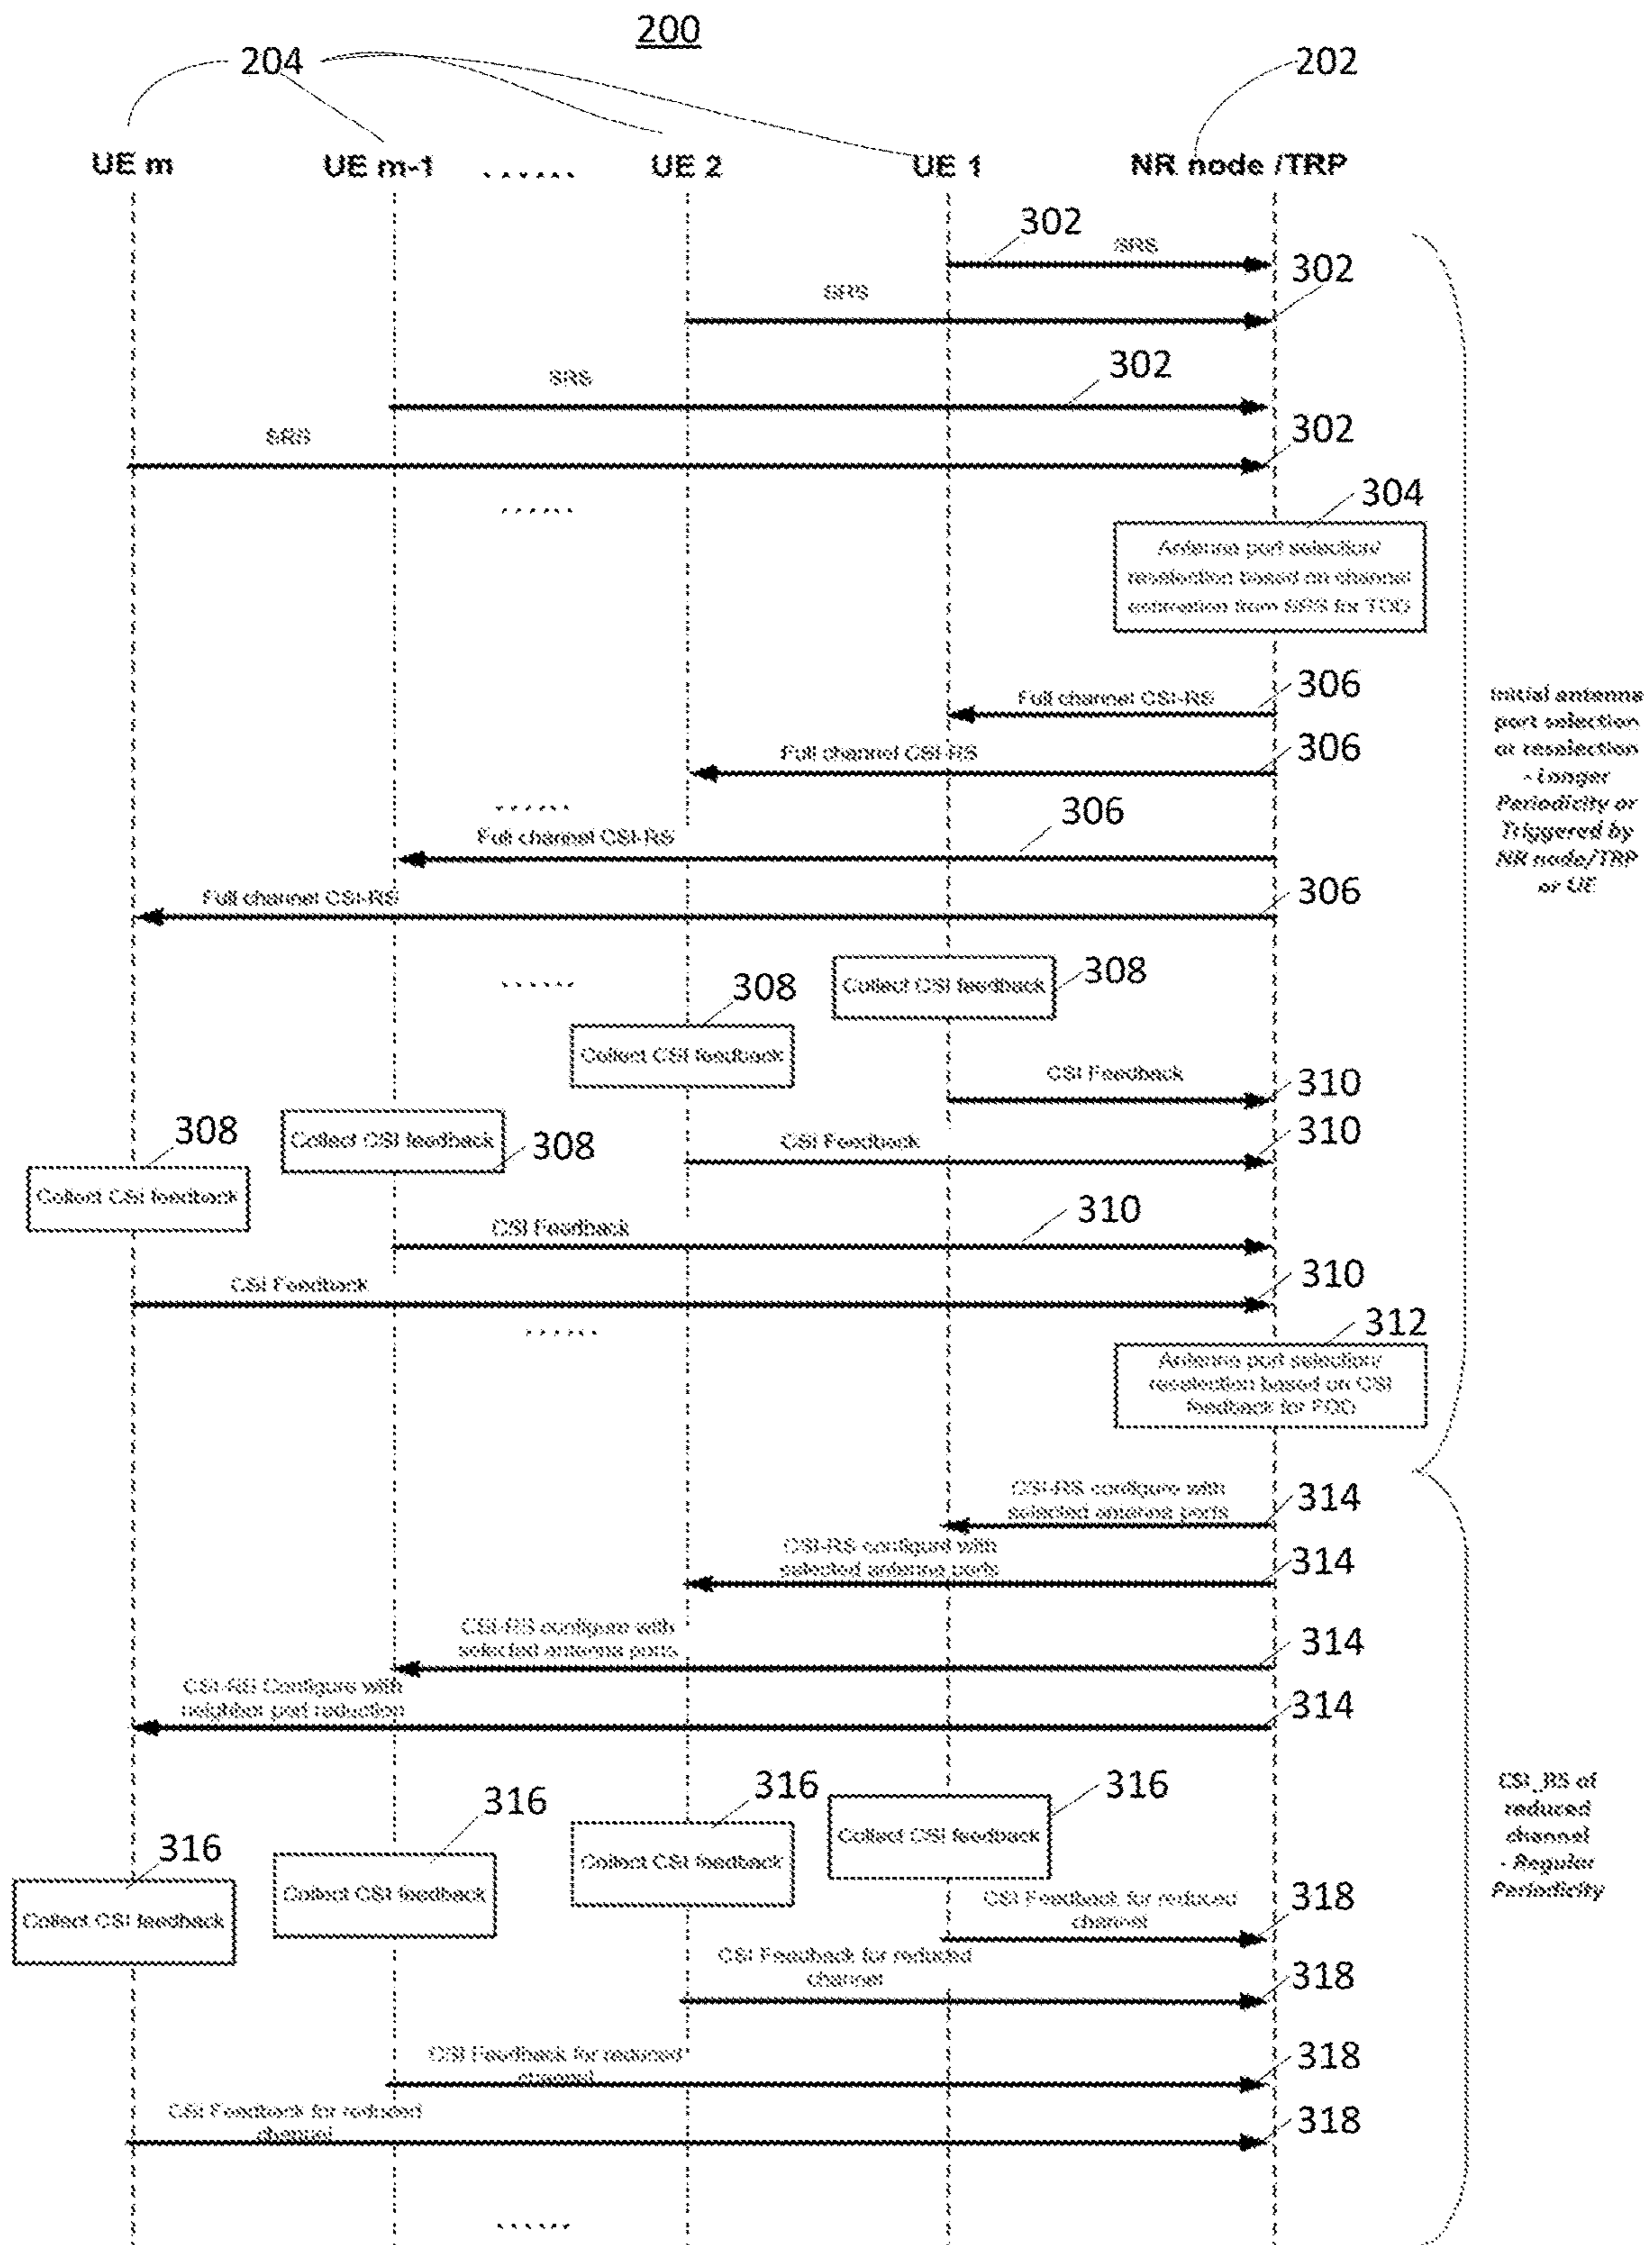 200
204
202
UE m
UE m-1
......
UE 2
UE 1
NR node /TRP
302
SRS
302
SRS
302
SRS
302
SRS
......
304
Antenna port selection/
reselection based on channel
estimation from SRS for TDD
306
Full channel CSI-RS
306
Full channel CSI-RS
......
306
Full channel CSI-RS
306
Full channel CSI-RS
Initial antenna
port selection
or reselection
- Longer
Periodicity or
Triggered by
NR node/TRP
or UE
......
308
Collect CSI feedback
308
Collect CSI feedback
CSI Feedback
310
308
Collect CSI feedback
308
Collect CSI feedback
CSI Feedback
310
CSI Feedback
310
CSI Feedback
310
......
312
Antenna port selection/
reselection based on CSI
feedback for FDD
CSI-RS configure with
selected antenna ports
314
CSI-RS configure with
selected antenna ports
314
CSI-RS configure with
selected antenna ports
314
CSI-RS Configure with
neighbor port reduction
314
316
Collect CSI feedback
316
Collect CSI feedback
316
Collect CSI feedback
316
Collect CSI feedback
CSI_RS of
reduced
channel
- Regular
Periodicity
CSI Feedback for reduced
channel
318
CSI Feedback for reduced
channel
318
CSI Feedback for reduced
channel
318
CSI Feedback for reduced
channel
318
......